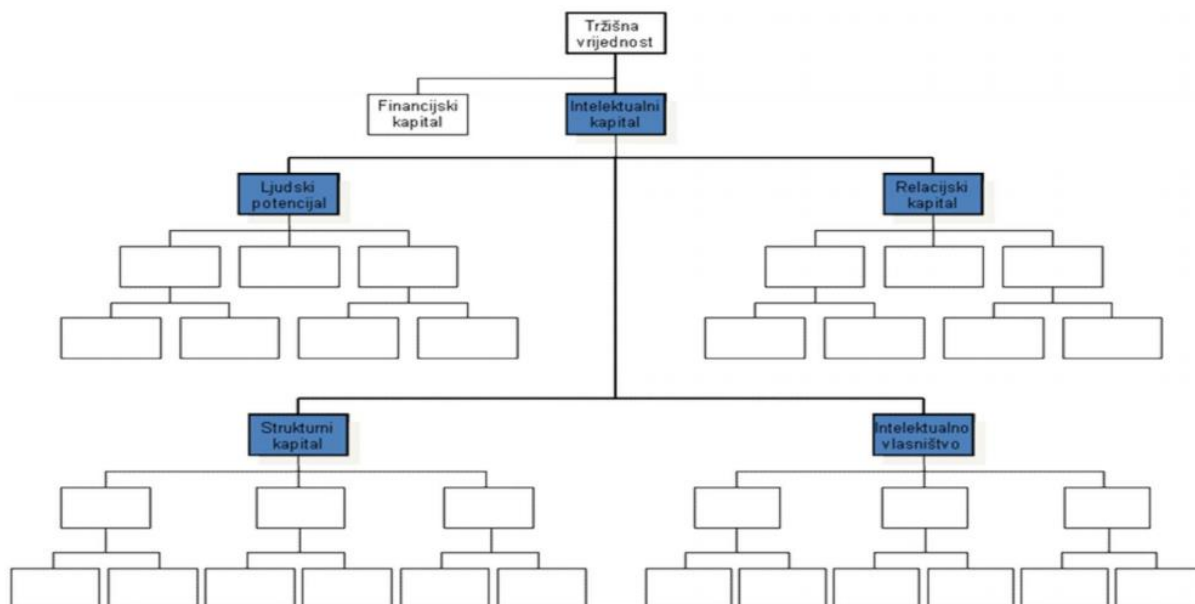 Tržišna
vrijednost
Financijski
kapital
Intelektualni
kapital
Ljudski
potencijal
Relacijski
kapital
Strukturni
kapital
Intelektualno
vlasništvo